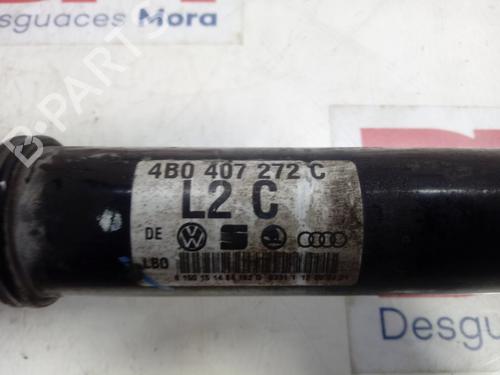 Desguaces Mora
B-PARTS
4B0 407 272 C
L2 C
DE
LBO
Desgu